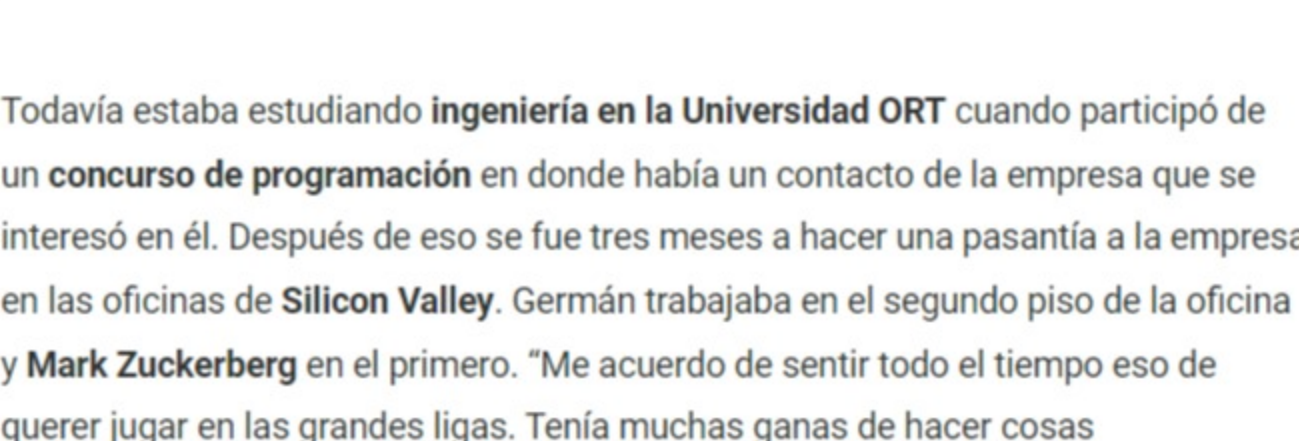 Todavía estaba estudiando ingeniería en la Universidad ORT cuando participó de
un concurso de programación en donde había un contacto de la empresa que se
interesó en él. Después de eso se fue tres meses a hacer una pasantía a la empresa
en las oficinas de Silicon Valley. Germán trabajaba en el segundo piso de la oficina
y Mark Zuckerberg en el primero. “Me acuerdo de sentir todo el tiempo eso de
querer jugar en las grandes ligas. Tenía muchas ganas de hacer cosas